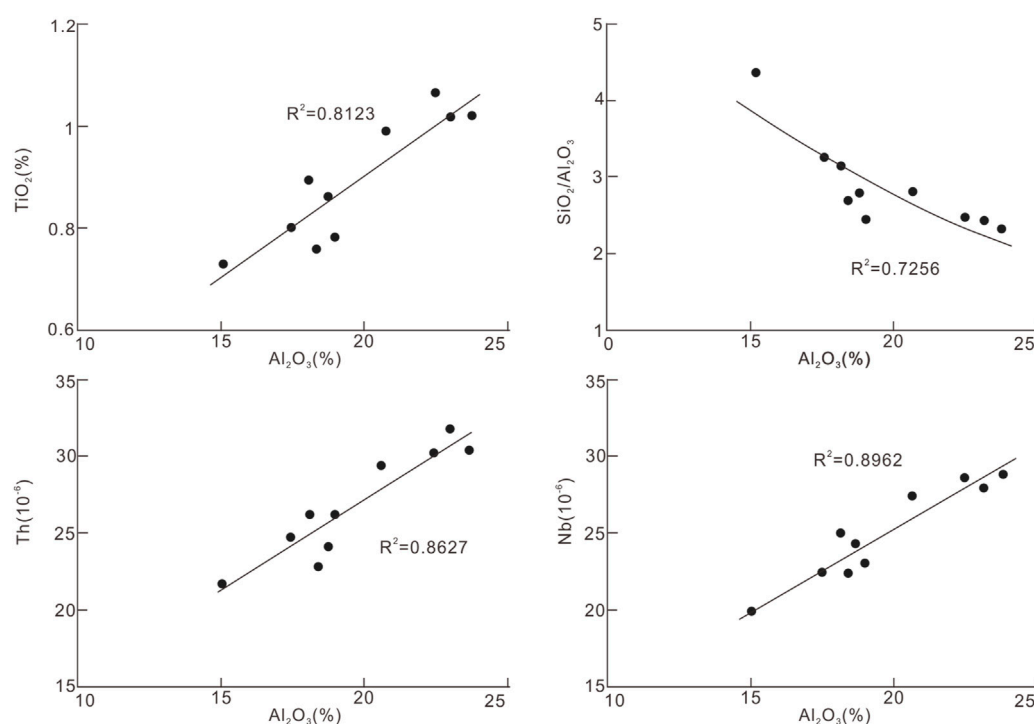 1.2
1
0.8
0.6
TiO₂(%)
R²=0.8123
10
15
20
25
Al₂O₃(%)
5
4
3
2
1
SiO₂/Al₂O₃
R²=0.7256
0
15
20
25
Al₂O₃(%)
35
30
25
20
15
Th(10⁻⁶)
R²=0.8627
10
15
20
25
Al₂O₃(%)
35
30
25
20
15
Nb(10⁻⁶)
R²=0.8962
10
15
20
25
Al₂O₃(%)